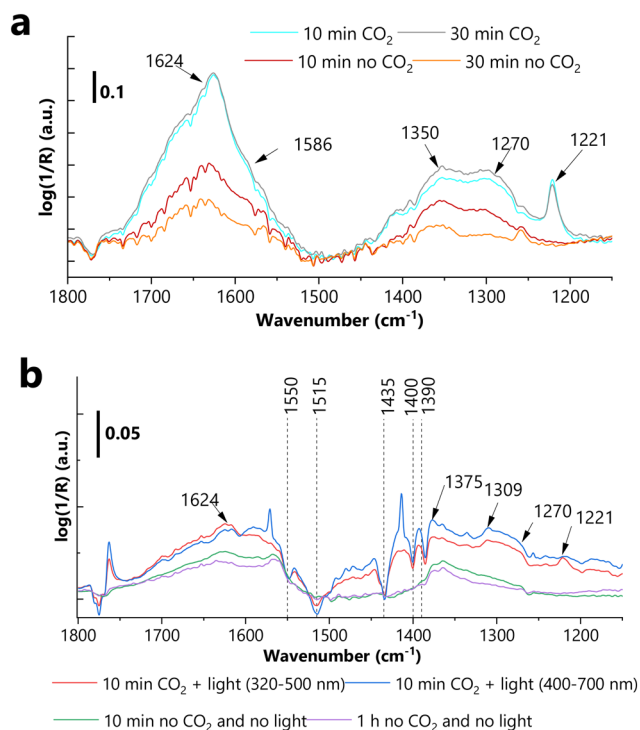 a
10 min CO₂ 30 min CO₂
10 min no CO₂ 30 min no CO₂
1624
0.1
1586
1350
1270
1221
log(1/R) (a.u.)
1800 1700 1600 1500 1400 1300 1200
Wavenumber (cm⁻¹)
b
1550 1515 1435 1400 1390
0.05
1624
1375
1309
1270
1221
log(1/R) (a.u.)
1800 1700 1600 1500 1400 1300 1200
Wavenumber (cm⁻¹)
10 min CO₂ + light (320-500 nm) 10 min CO₂ + light (400-700 nm)
10 min no CO₂ and no light 1 h no CO₂ and no light